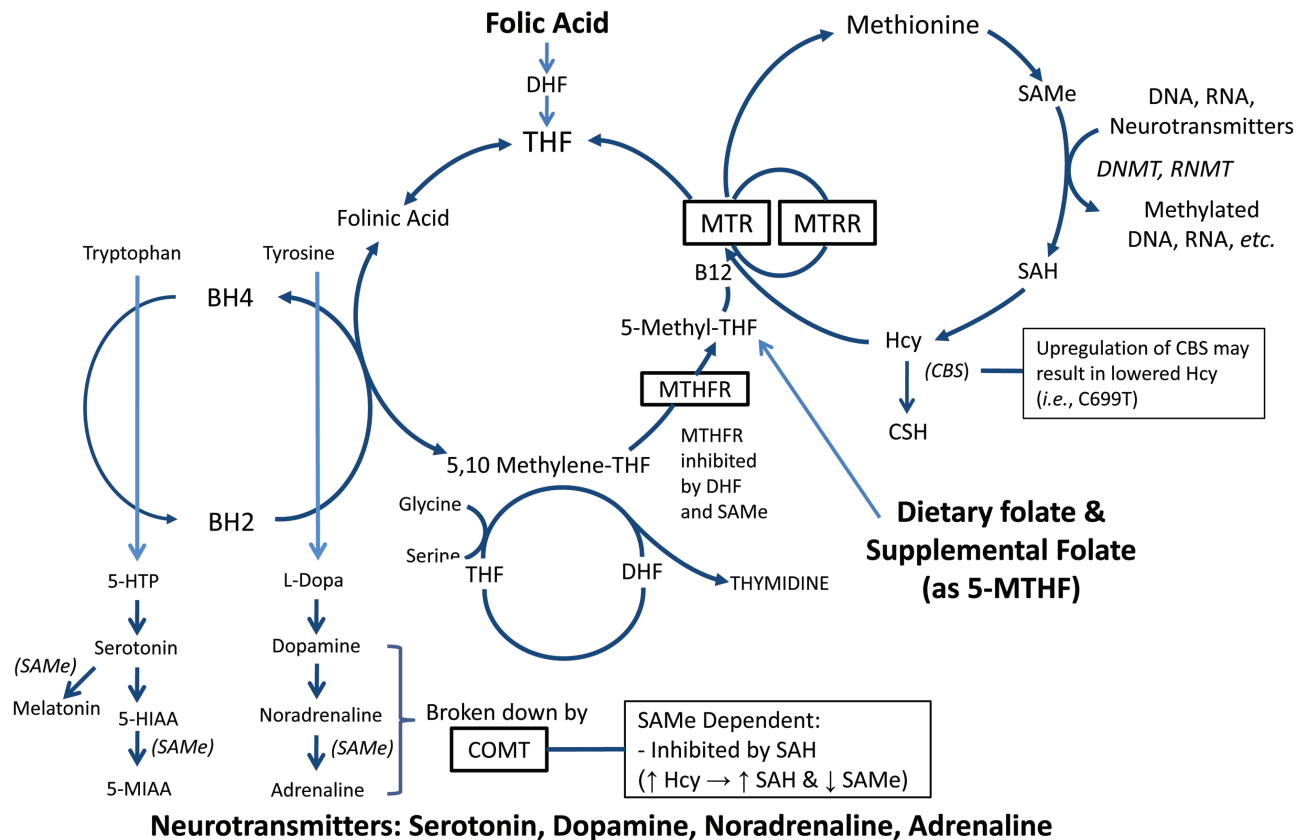 Folic Acid
DHF
THF
Methionine
SAMe
DNA, RNA,
Neurotransmitters
DNMT, RNMT
Methylated
DNA, RNA, etc.
SAH
MTR
MTRR
B12
5-Methyl-THF
Hcy
(CBS)
CSH
Upregulation of CBS may
result in lowered Hcy
(i.e., C699T)
Folinic Acid
Tryptophan
Tyrosine
BH4
BH2
MTHFR
MTHFR
inhibited
by DHF
and SAMe
5,10 Methylene-THF
Glycine
Serine
THF
DHF
THYMIDINE
Dietary folate &
Supplemental Folate
(as 5-MTHF)
5-HTP
L-Dopa
Serotonin
Dopamine
(SAMe)
Melatonin
5-HIAA
(SAMe)
5-MIAA
Noradrenaline
(SAMe)
Adrenaline
Broken down by
COMT
SAMe Dependent:
- Inhibited by SAH
(↑ Hcy → ↑ SAH & ↓ SAMe)
Neurotransmitters: Serotonin, Dopamine, Noradrenaline, Adrenaline